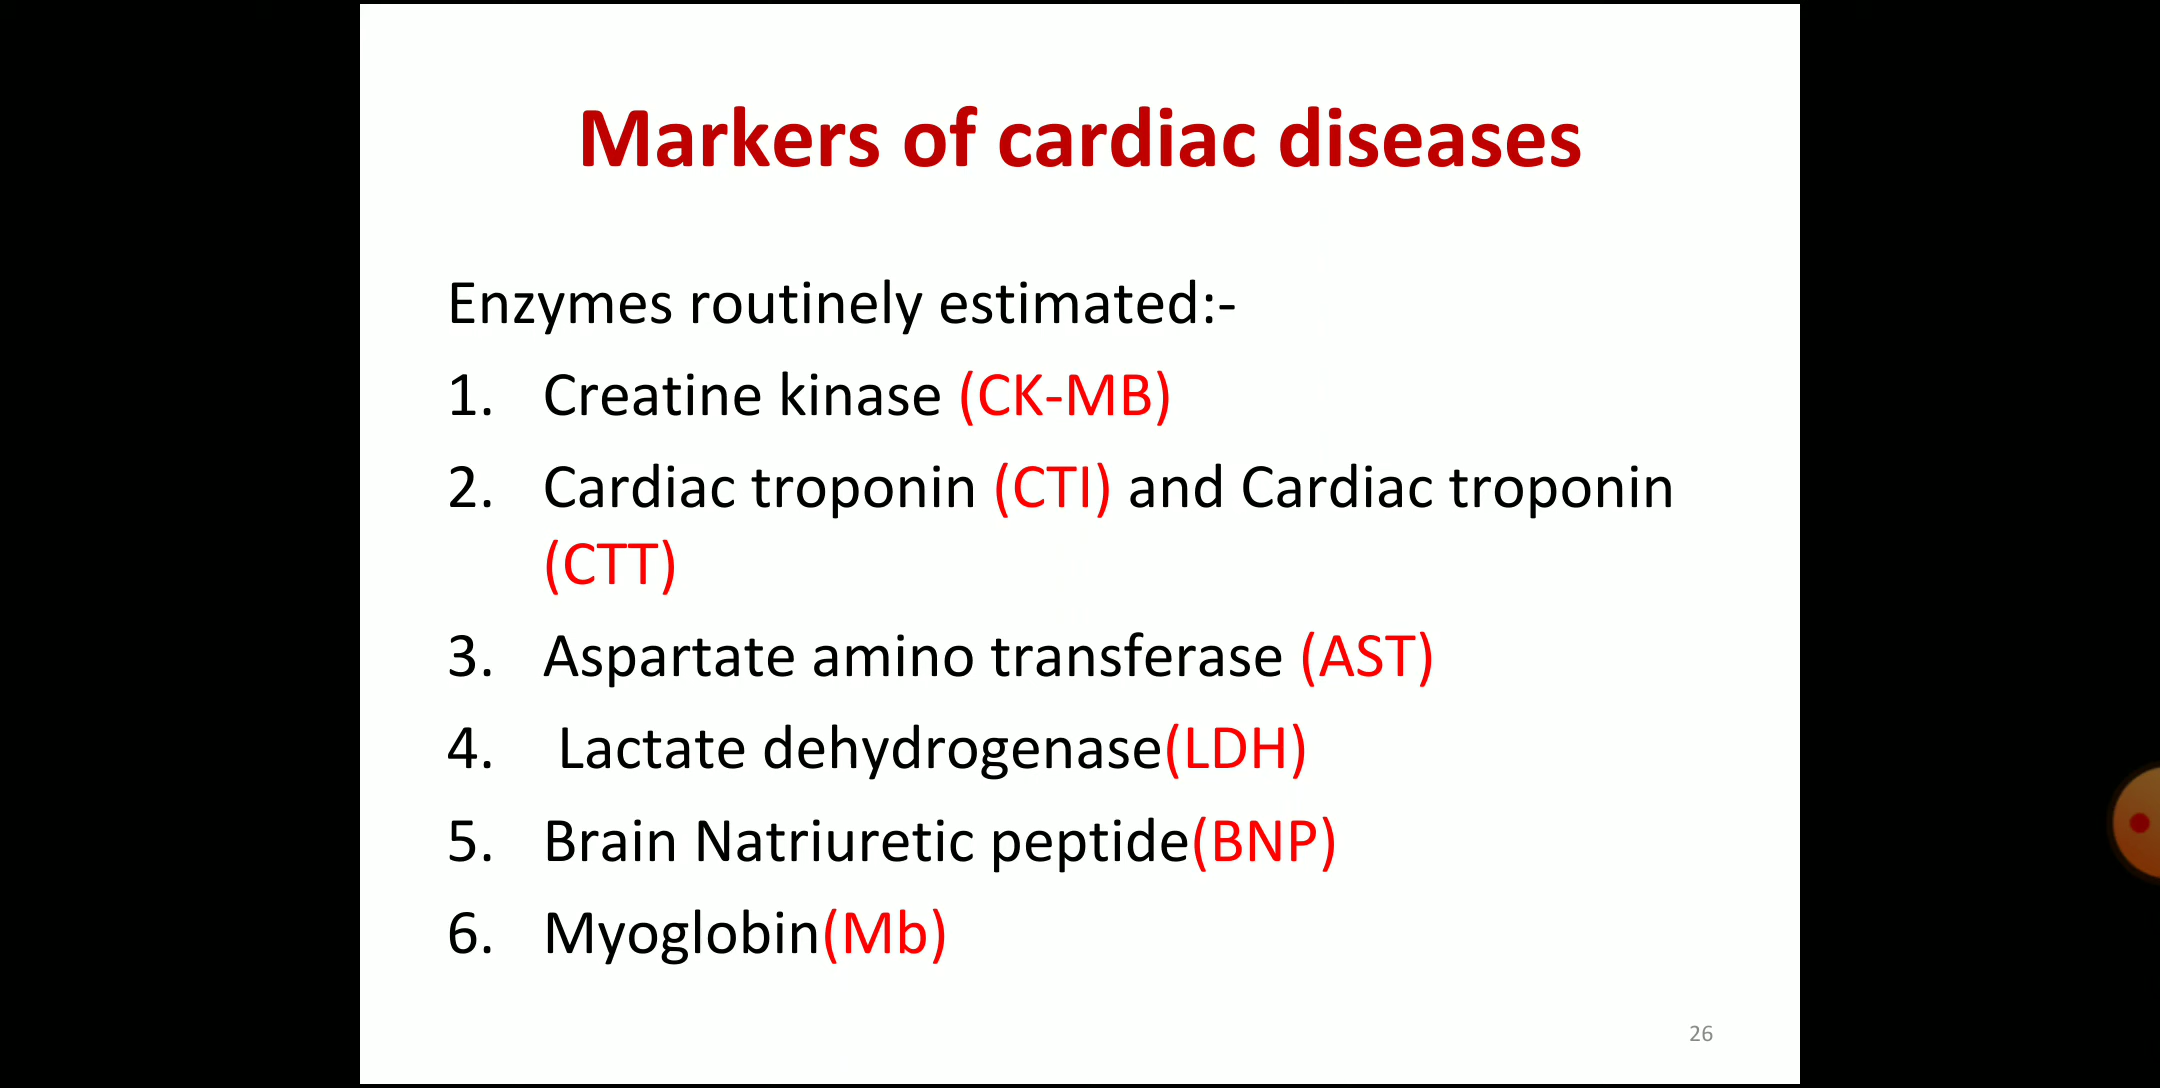 Markers of cardiac diseases
Enzymes routinely estimated:-
1. Creatine kinase (CK-MB)
2. Cardiac troponin (CTI) and Cardiac troponin
(CTT)
3. Aspartate amino transferase (AST)
4. Lactate dehydrogenase(LDH)
5. Brain Natriuretic peptide(BNP)
6. Myoglobin(Mb)
26